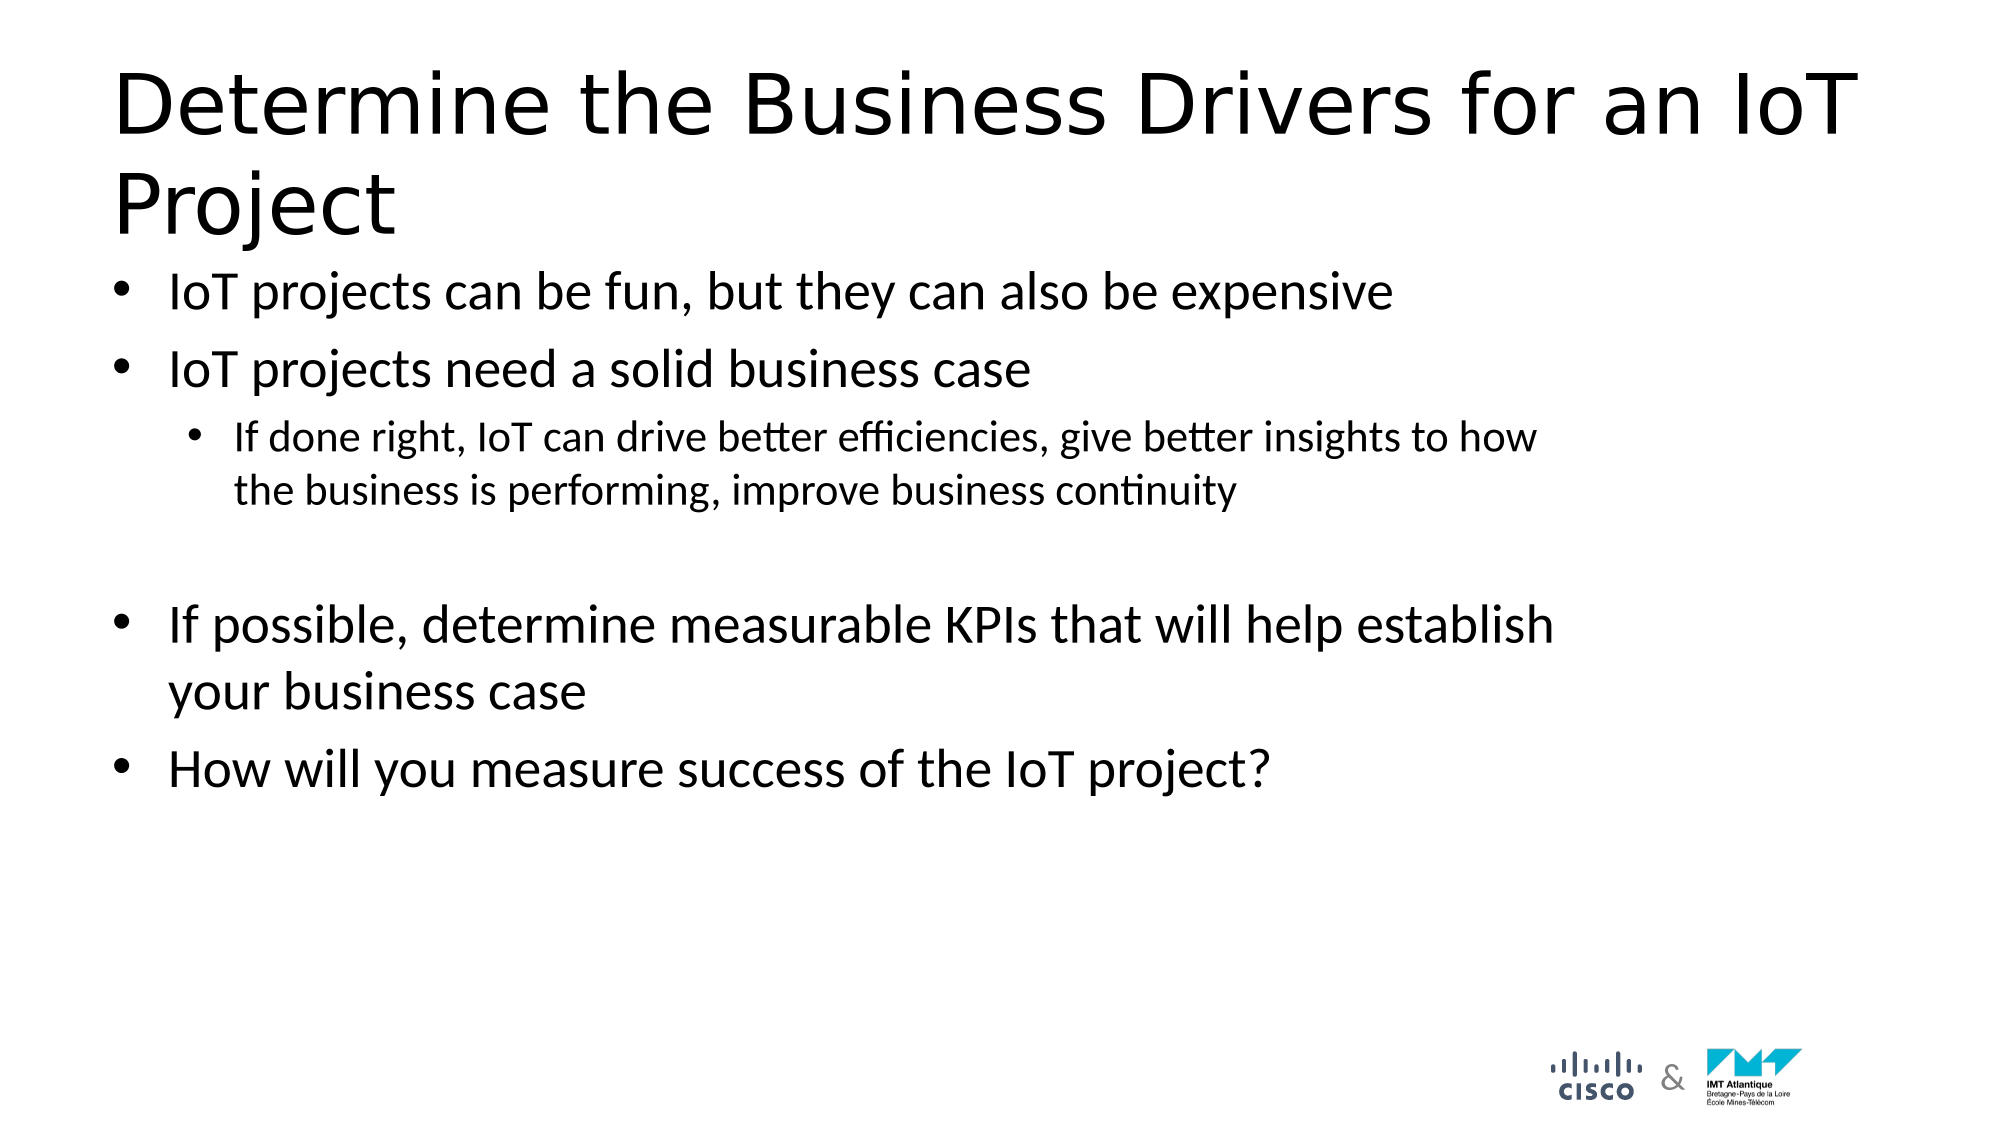 Determine the Business Drivers for an IoT
Project
• IoT projects can be fun, but they can also be expensive
• IoT projects need a solid business case
• If done right, IoT can drive better efficiencies, give better insights to how
the business is performing, improve business continuity
• If possible, determine measurable KPIs that will help establish
your business case
• How will you measure success of the IoT project?
CISCO & IMT Atlantique
Bretagne-Pays de la Loire
École Mines-Télécom